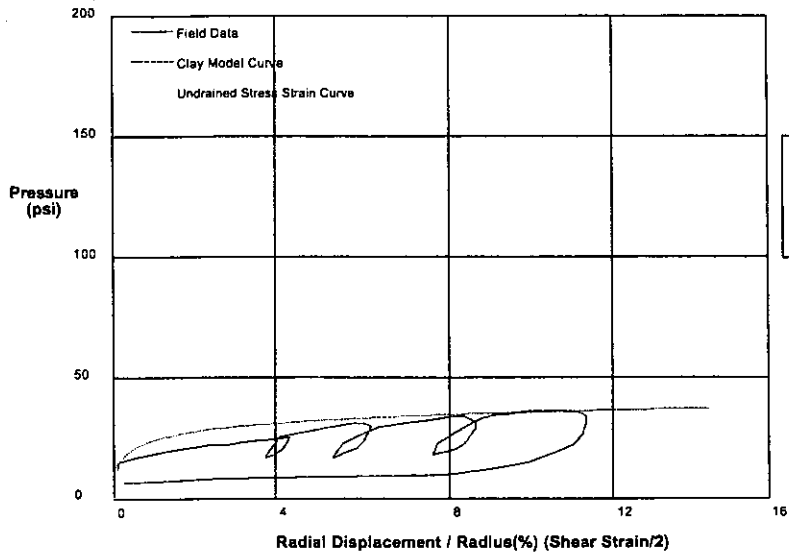 200
Field Data
Clay Model Curve
Undrained Stress Strain Curve
150
Pressure
(psi)
100
50
0
0 4 8 12 16
Radial Displacement / Radius(%) (Shear Strain/2)